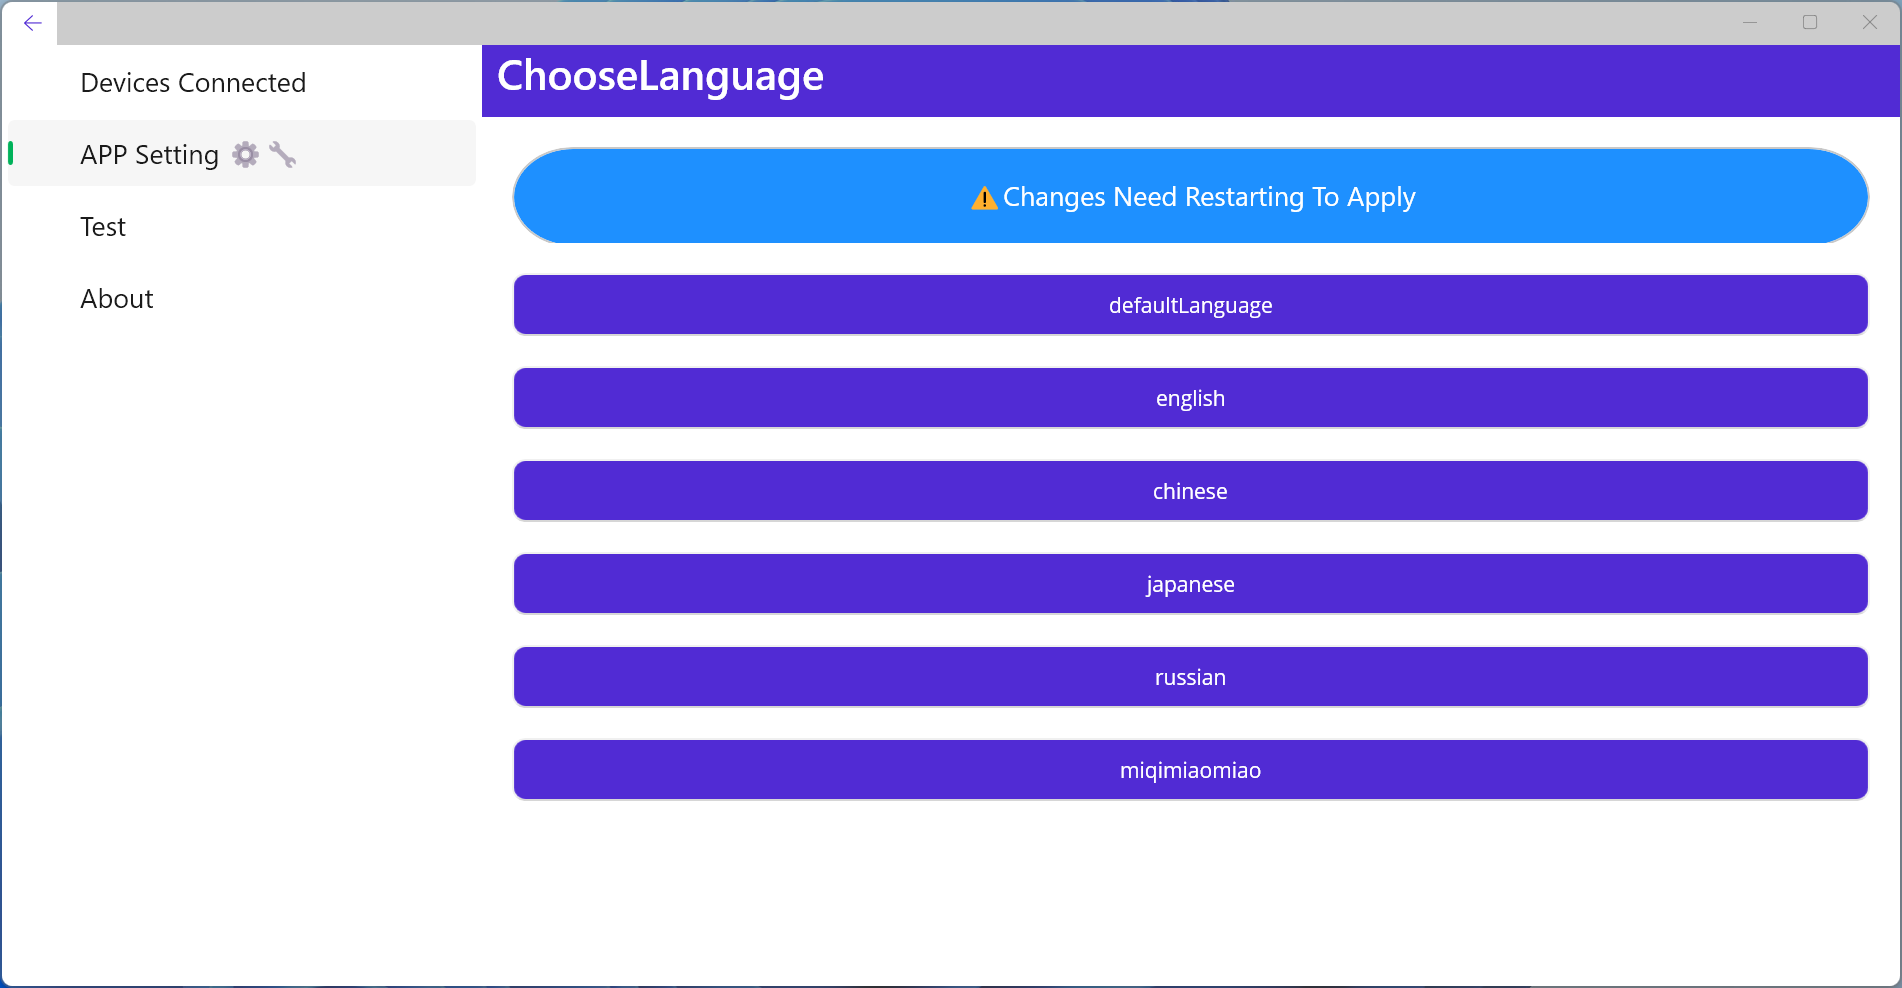 Devices Connected
APP Setting ⚙️🔧
Test
About
ChooseLanguage
⚠️Changes Need Restarting To Apply
defaultLanguage
english
chinese
japanese
russian
miqimiaomiao